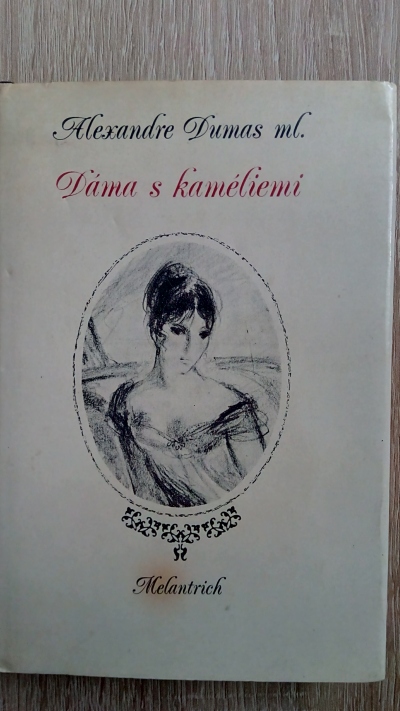 Alexandre Dumas ml.
Dáma s kaméliemi
Melantrich